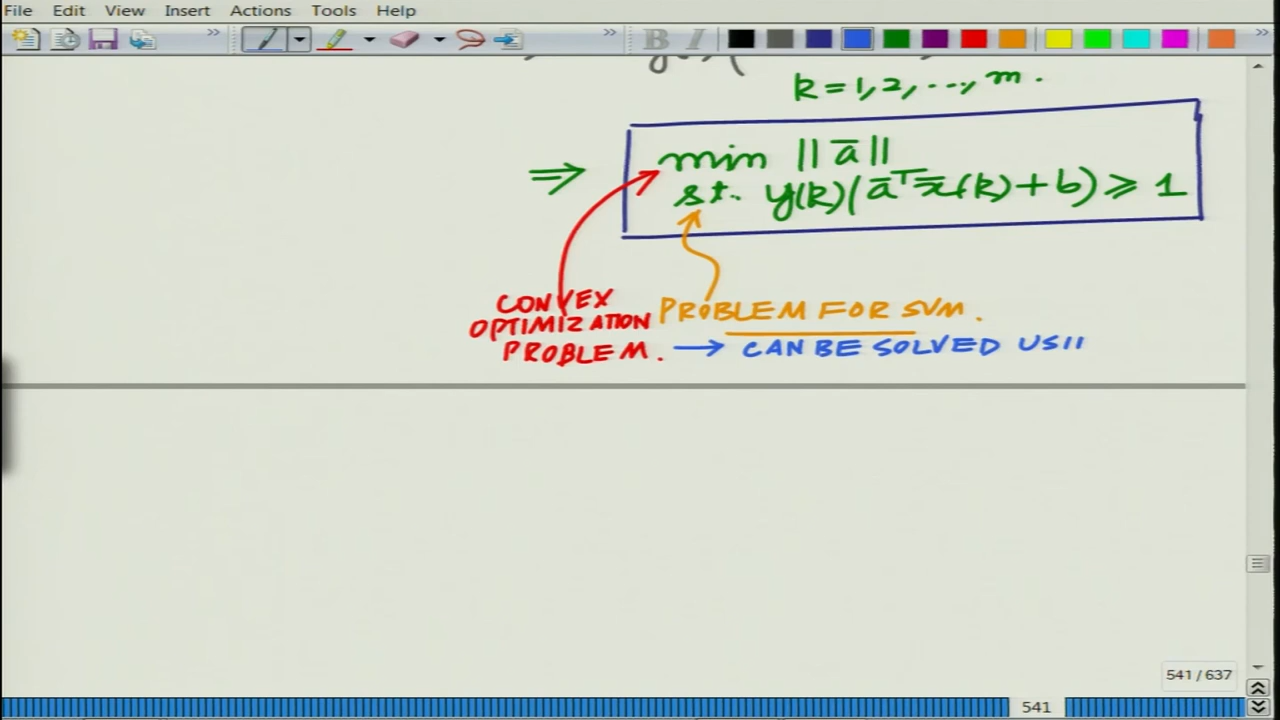 File Edit View Insert Actions Tools Help
B I
k = 1, 2, ..., m.
⇒ min ‖ā‖
s.t. y(k)(āᵀx̄(k) + b) ≥ 1
CONVEX
OPTIMIZATION
PROBLEM.
PROBLEM FOR SVM.
→ CAN BE SOLVED USII
541 / 637
541